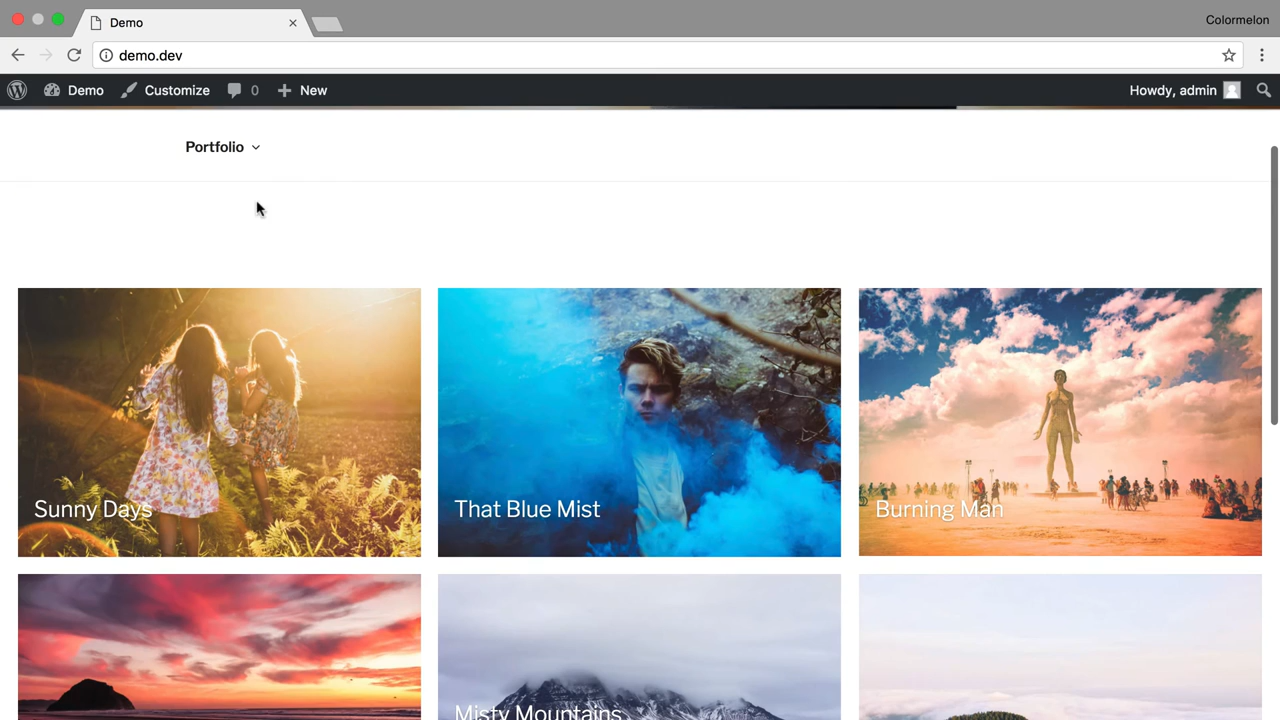 Demo
Colormelon
demo.dev
Demo Customize 0 New Howdy, admin
Portfolio
Sunny Days That Blue Mist Burning Man
Misty Mountains